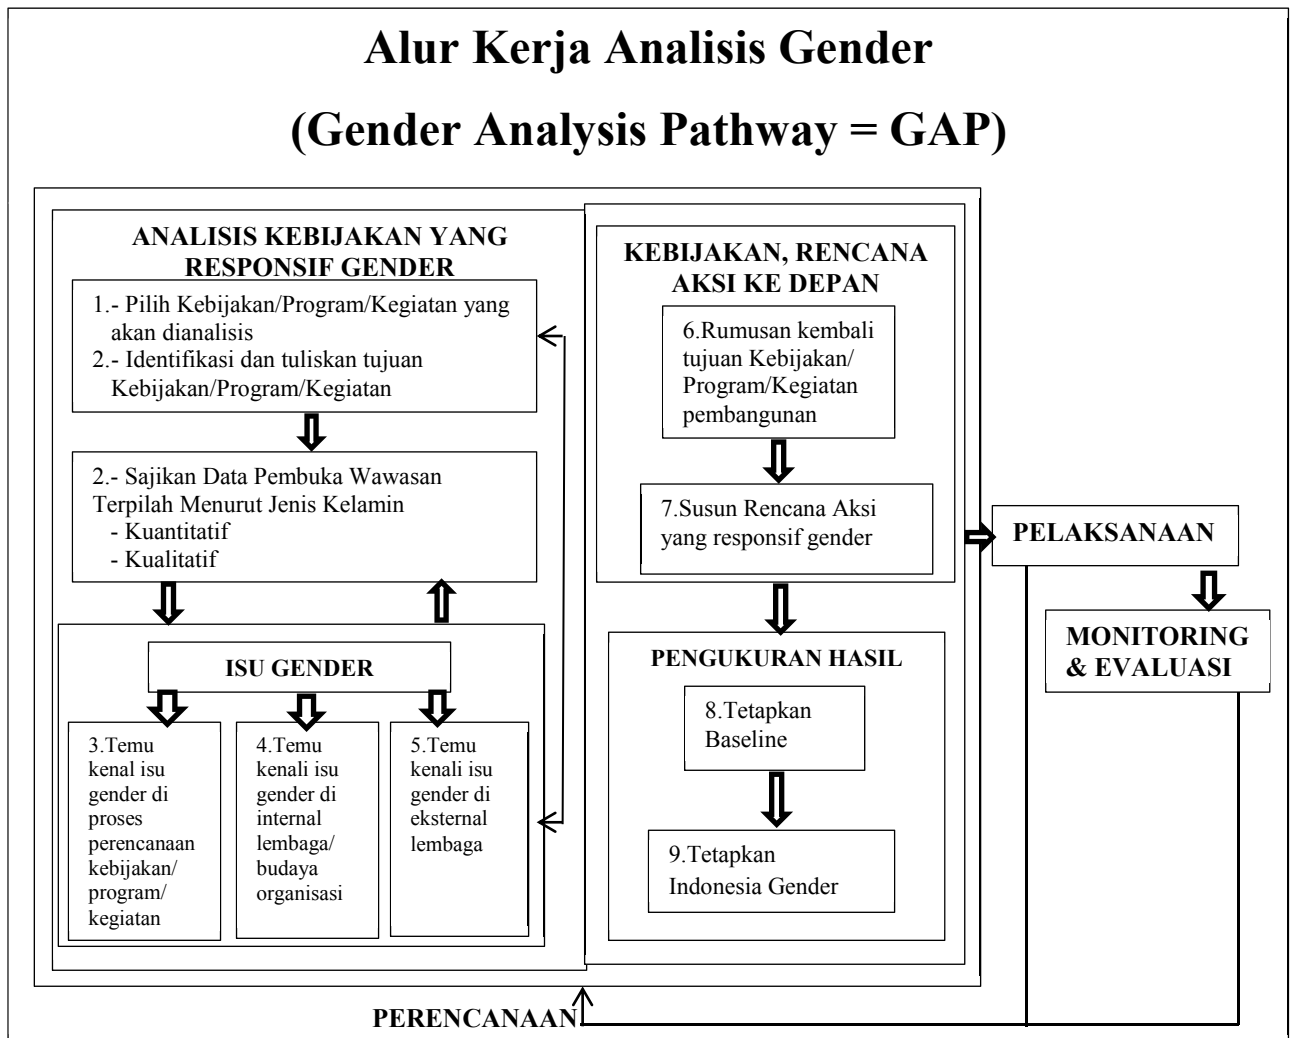 Alur Kerja Analisis Gender
(Gender Analysis Pathway = GAP)
ANALISIS KEBIJAKAN YANG
RESPONSIF GENDER
1.- Pilih Kebijakan/Program/Kegiatan yang
akan dianalisis
2.- Identifikasi dan tuliskan tujuan
Kebijakan/Program/Kegiatan
2.- Sajikan Data Pembuka Wawasan
Terpilah Menurut Jenis Kelamin
- Kuantitatif
- Kualitatif
ISU GENDER
3.Temu
kenal isu
gender di
proses
perencanaan
kebijakan/
program/
kegiatan
4.Temu
kenali isu
gender di
internal
lembaga/
budaya
organisasi
5.Temu
kenali isu
gender di
eksternal
lembaga
KEBIJAKAN, RENCANA
AKSI KE DEPAN
6.Rumusan kembali
tujuan Kebijakan/
Program/Kegiatan
pembangunan
7.Susun Rencana Aksi
yang responsif gender
PENGUKURAN HASIL
8.Tetapkan
Baseline
9.Tetapkan
Indonesia Gender
PELAKSANAAN
MONITORING
& EVALUASI
PERENCANAAN